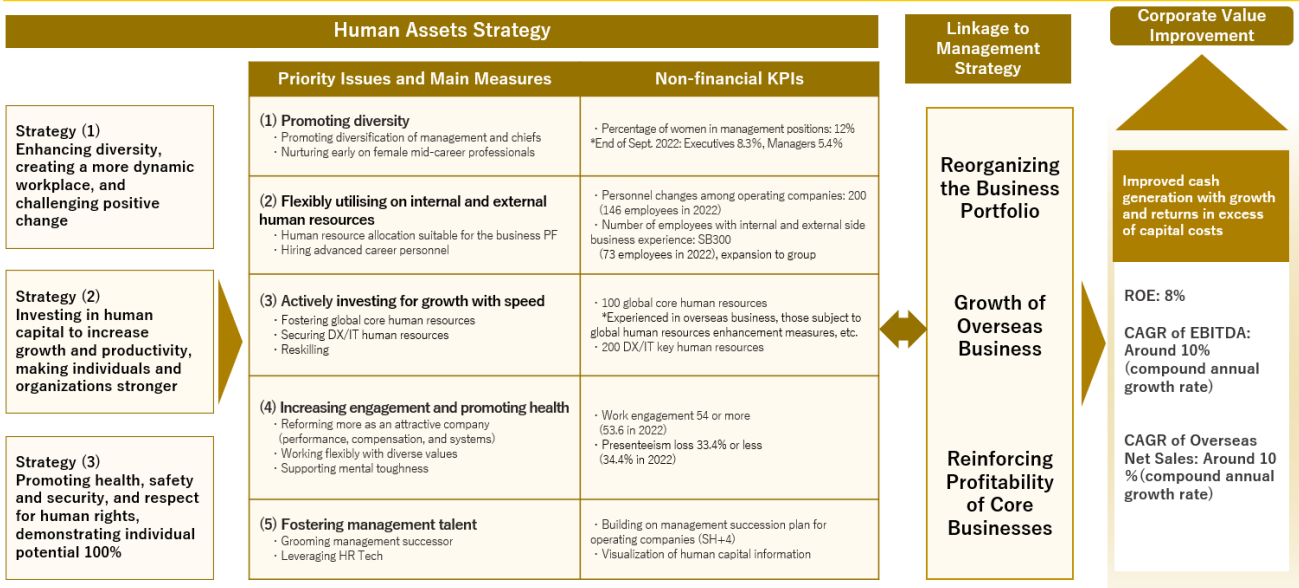 Human Assets Strategy
Strategy (1)
Enhancing diversity,
creating a more dynamic
workplace, and
challenging positive
change
Strategy (2)
Investing in human
capital to increase
growth and productivity,
making individuals and
organizations stronger
Strategy (3)
Promoting health, safety
and security, and respect
for human rights,
demonstrating individual
potential 100%
Priority Issues and Main Measures
Non-financial KPIs
(1) Promoting diversity
・Promoting diversification of management and chiefs
・Nurturing early on female mid-career professionals
・Percentage of women in management positions: 12%
*End of Sept. 2022: Executives 8.3%, Managers 5.4%
(2) Flexibly utilising on internal and external
human resources
・Human resource allocation suitable for the business PF
・Hiring advanced career personnel
・Personnel changes among operating companies: 200
(146 employees in 2022)
・Number of employees with internal and external side
business experience: SB300
(73 employees in 2022), expansion to group
(3) Actively investing for growth with speed
・Fostering global core human resources
・Securing DX/IT human resources
・Reskilling
・100 global core human resources
*Experienced in overseas business, those subject to
global human resources enhancement measures, etc.
・200 DX/IT key human resources
(4) Increasing engagement and promoting health
・Reforming more as an attractive company
(performance, compensation, and systems)
・Working flexibly with diverse values
・Supporting mental toughness
・Work engagement 54 or more
(53.6 in 2022)
・Presenteeism loss 33.4% or less
(34.4% in 2022)
(5) Fostering management talent
・Grooming management successor
・Leveraging HR Tech
・Building on management succession plan for
operating companies (SH+4)
・Visualization of human capital information
Linkage to
Management
Strategy
Reorganizing
the Business
Portfolio
Growth of
Overseas
Business
Reinforcing
Profitability
of Core
Businesses
Corporate Value
Improvement
Improved cash
generation with growth
and returns in excess
of capital costs
ROE: 8%
CAGR of EBITDA:
Around 10%
(compound annual
growth rate)
CAGR of Overseas
Net Sales: Around 10
%(compound annual
growth rate)